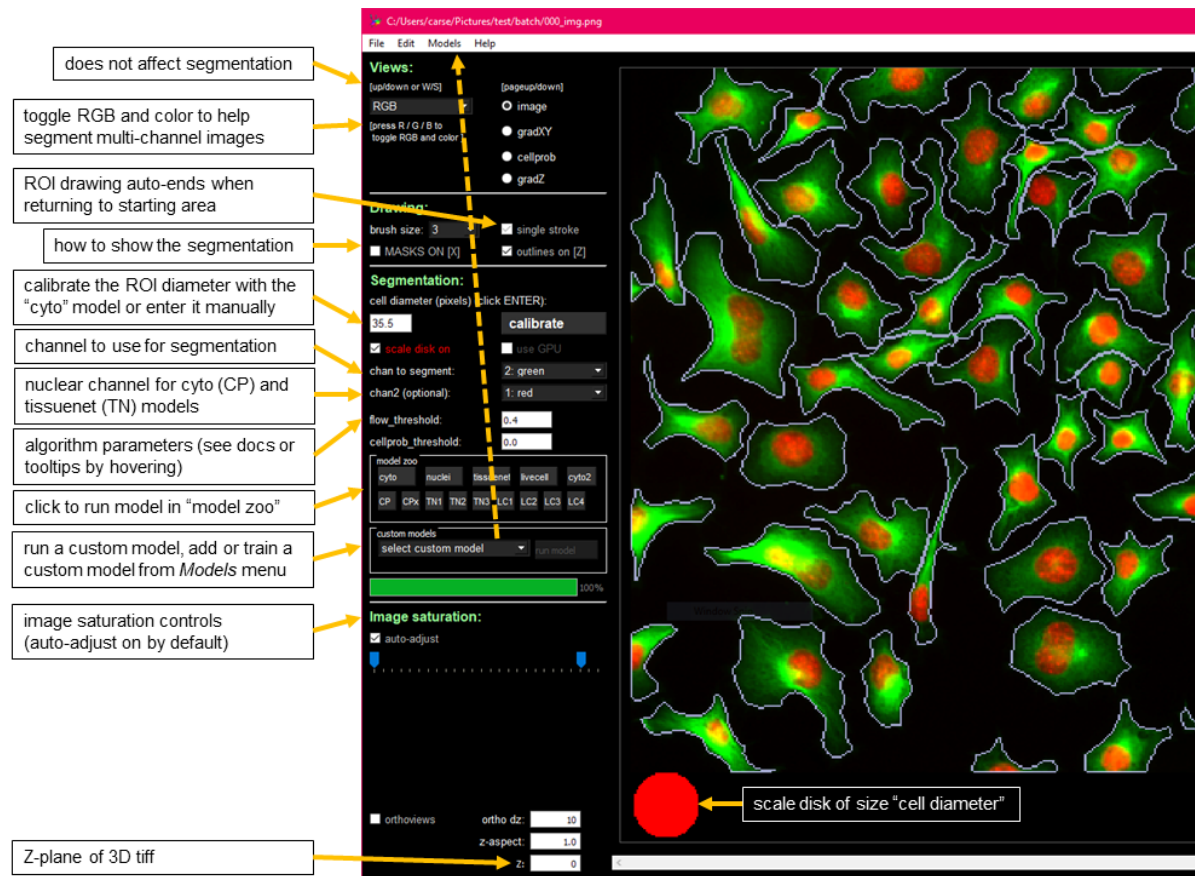 C:/Users/carse/Pictures/test/batch/000_img.png
File Edit Models Help
does not affect segmentation
toggle RGB and color to help
segment multi-channel images
ROI drawing auto-ends when
returning to starting area
how to show the segmentation
calibrate the ROI diameter with the
“cyto” model or enter it manually
channel to use for segmentation
nuclear channel for cyto (CP) and
tissuenet (TN) models
algorithm parameters (see docs or
tooltips by hovering)
click to run model in “model zoo”
run a custom model, add or train a
custom model from Models menu
image saturation controls
(auto-adjust on by default)
Z-plane of 3D tiff
Views:
[up/down or W/S] [pageup/down]
RGB image
[press R / G / B to
toggle RGB and color
gradXY
cellprob
gradZ
Drawing:
brush size: 3 single stroke
MASKS ON [X] outlines on [Z]
Segmentation:
cell diameter (pixels) click ENTER):
35.5 calibrate
scale disk on use GPU
chan to segment: 2: green
chan2 (optional): 1: red
flow_threshold: 0.4
cellprob_threshold: 0.0
model zoo
cyto nuclei tissuenet livecell cyto2
CP CPx TN1 TN2 TN3 LC1 LC2 LC3 LC4
custom models
select custom model run model
100%
Image saturation:
auto-adjust
orthoviews ortho dz: 10
z-aspect: 1.0
z: 0
scale disk of size “cell diameter”